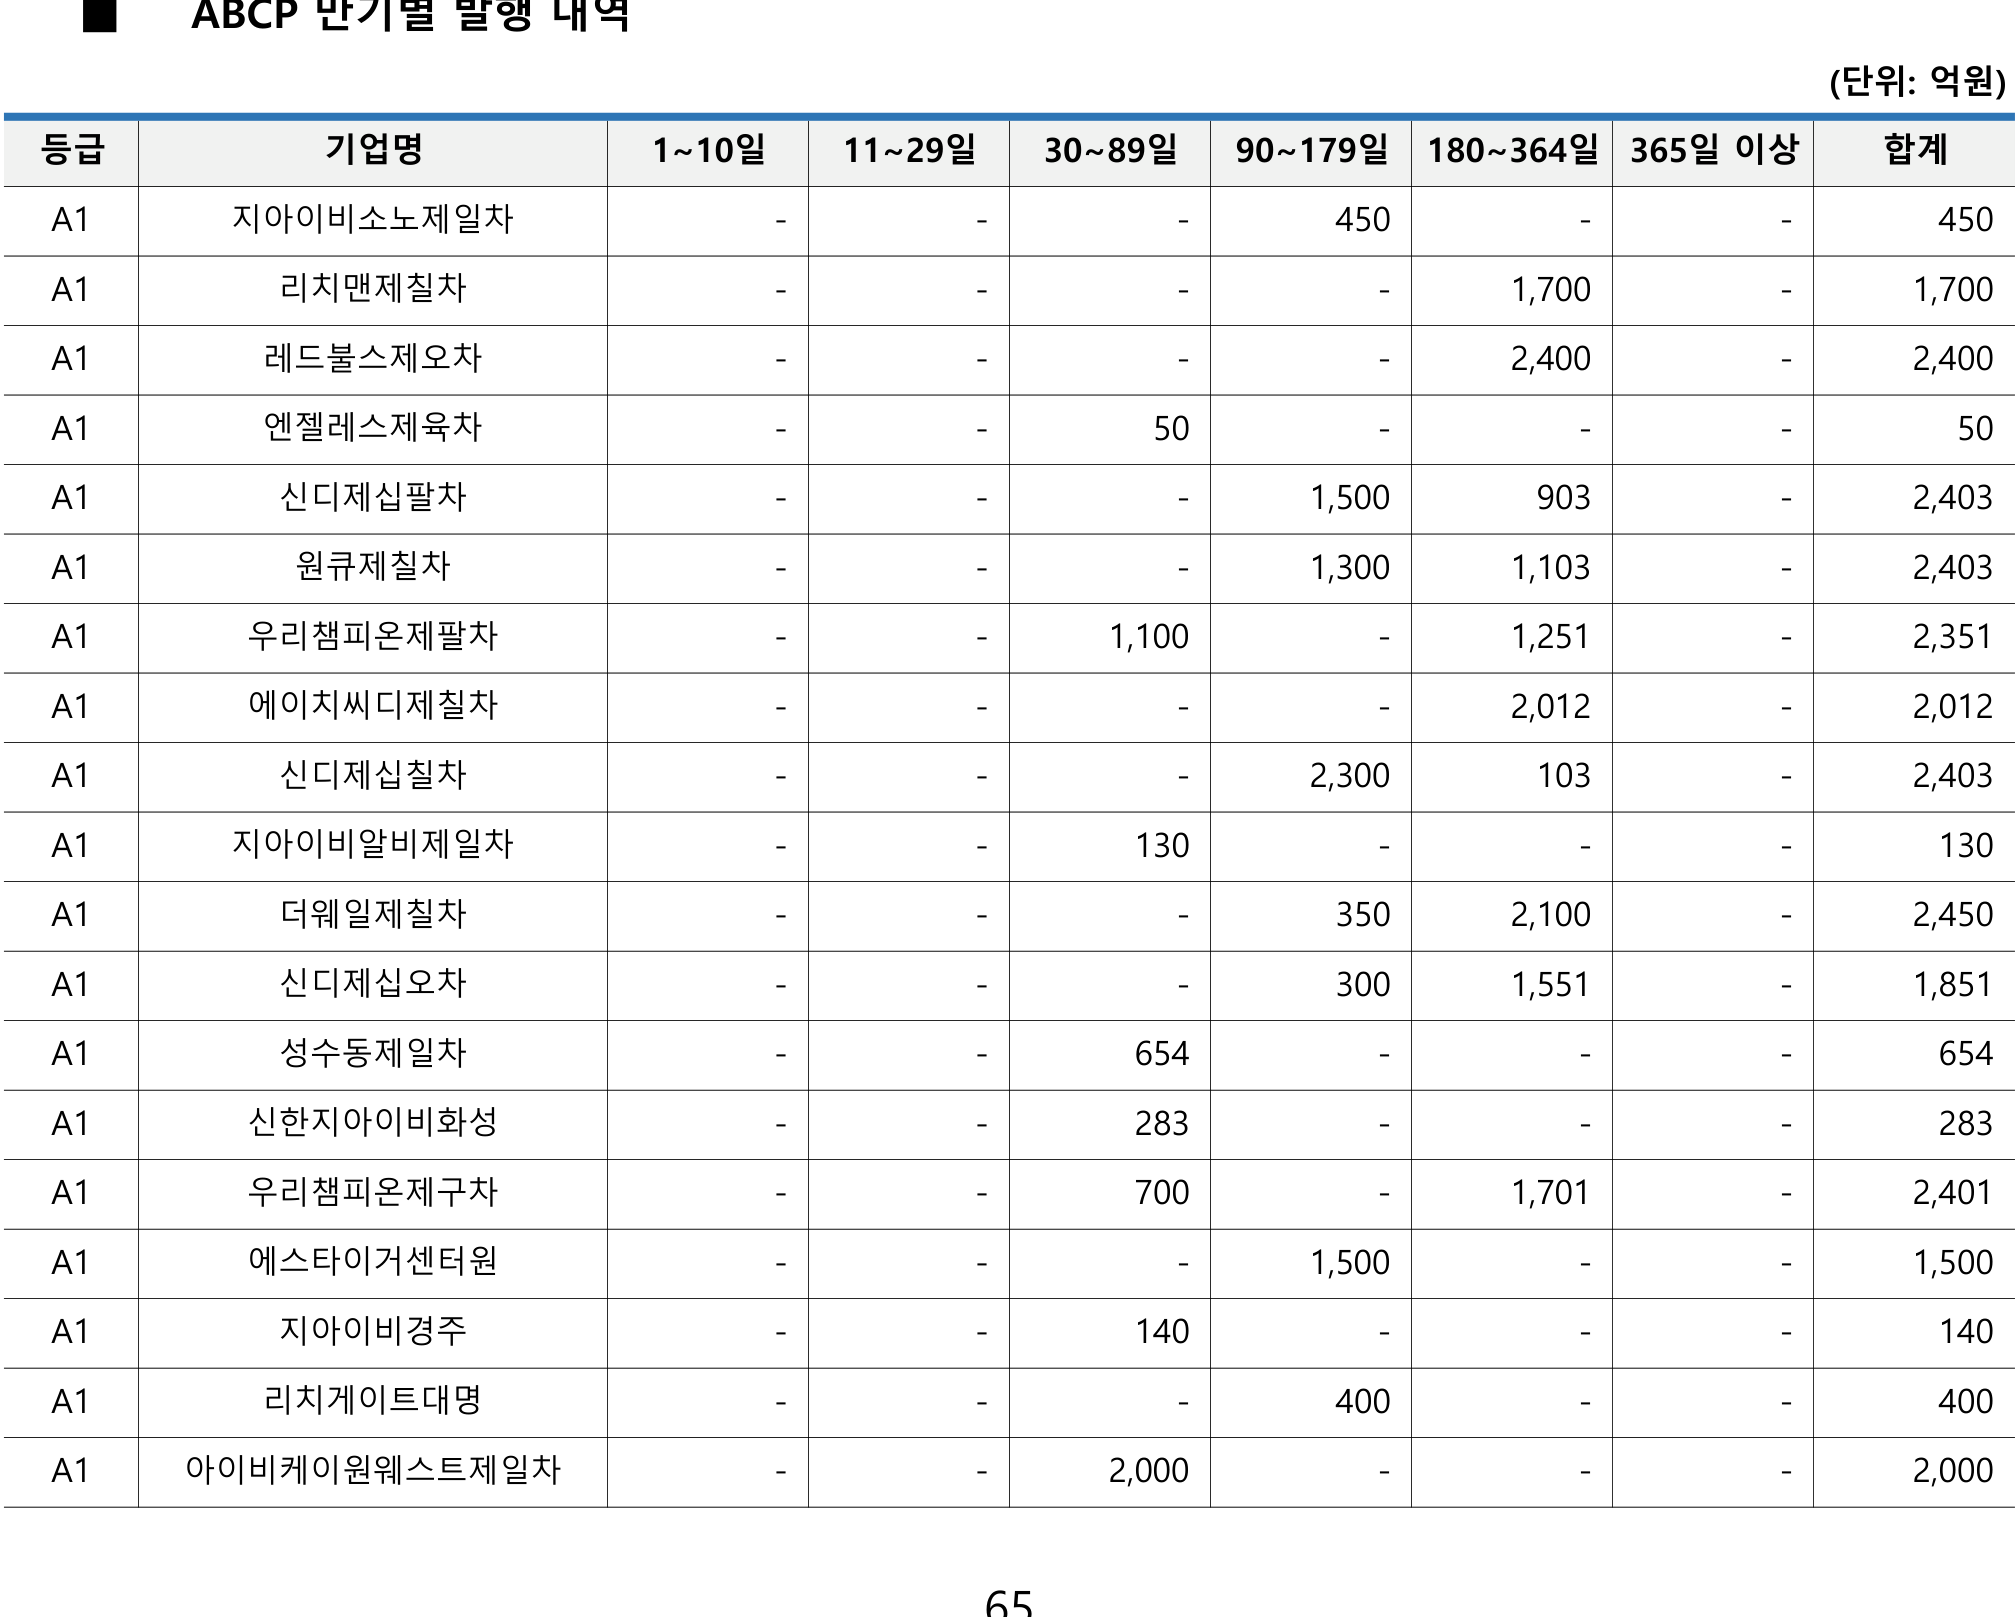 ■ ABCP 만기별 발행 내역
(단위: 억원)
등급 기업명 1~10일 11~29일 30~89일 90~179일 180~364일 365일 이상 합계
A1 지아이비소노제일차 - - - 450 - - 450
A1 리치맨제칠차 - - - - 1,700 - 1,700
A1 레드불스제오차 - - - - 2,400 - 2,400
A1 엔젤레스제육차 - - 50 - - - 50
A1 신디제십팔차 - - - 1,500 903 - 2,403
A1 원큐제칠차 - - - 1,300 1,103 - 2,403
A1 우리챔피온제팔차 - - 1,100 - 1,251 - 2,351
A1 에이치씨디제칠차 - - - - 2,012 - 2,012
A1 신디제십칠차 - - - 2,300 103 - 2,403
A1 지아이비알비제일차 - - 130 - - - 130
A1 더웨일제칠차 - - - 350 2,100 - 2,450
A1 신디제십오차 - - - 300 1,551 - 1,851
A1 성수동제일차 - - 654 - - - 654
A1 신한지아이비화성 - - 283 - - - 283
A1 우리챔피온제구차 - - 700 - 1,701 - 2,401
A1 에스타이거센터원 - - - 1,500 - - 1,500
A1 지아이비경주 - - 140 - - - 140
A1 리치게이트대명 - - - 400 - - 400
A1 아이비케이원웨스트제일차 - - 2,000 - - - 2,000
65